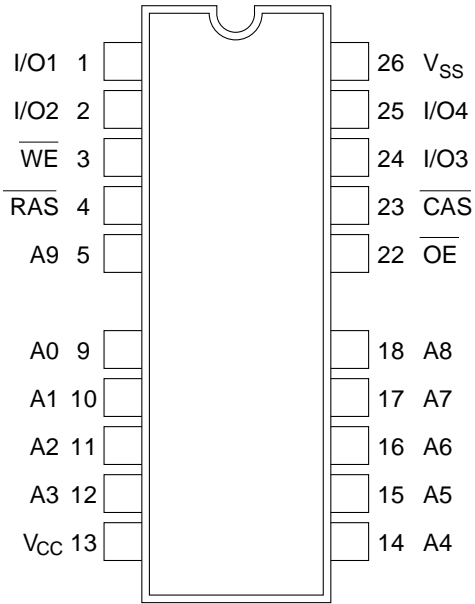 I/O1 1 26 VSS
I/O2 2 25 I/O4
WE 3 24 I/O3
RAS 4 23 CAS
A9 5 22 OE
A0 9 18 A8
A1 10 17 A7
A2 11 16 A6
A3 12 15 A5
VCC 13 14 A4